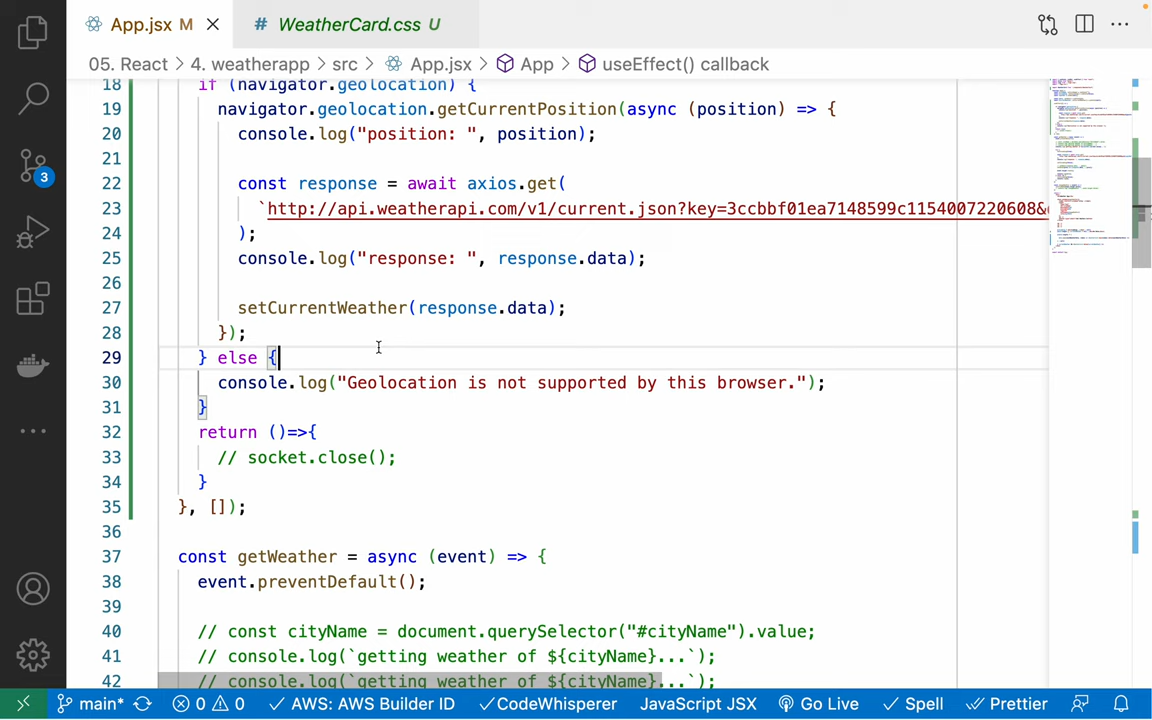 App.jsx M
# WeatherCard.css U
05. React > 4. weatherapp > src > App.jsx > App > useEffect() callback
18 if (navigator.geolocation) {
19 navigator.geolocation.getCurrentPosition(async (position) => {
20 console.log("position: ", position);
21
22 const response = await axios.get(
23 `http://api.weatherapi.com/v1/current.json?key=3ccbbf01ea7148599c1154007220608&
24 );
25 console.log("response: ", response.data);
26
27 setCurrentWeather(response.data);
28 });
29 } else {
30 console.log("Geolocation is not supported by this browser.");
31 }
32 return ()=>{
33 // socket.close();
34 }
35 }, []);
36
37 const getWeather = async (event) => {
38 event.preventDefault();
39
40 // const cityName = document.querySelector("#cityName").value;
41 // console.log(`getting weather of ${cityName}...`);
42 // console.log(`getting weather of ${cityName}...`);
3
main* 0 0 AWS: AWS Builder ID CodeWhisperer JavaScript JSX Go Live Spell Prettier